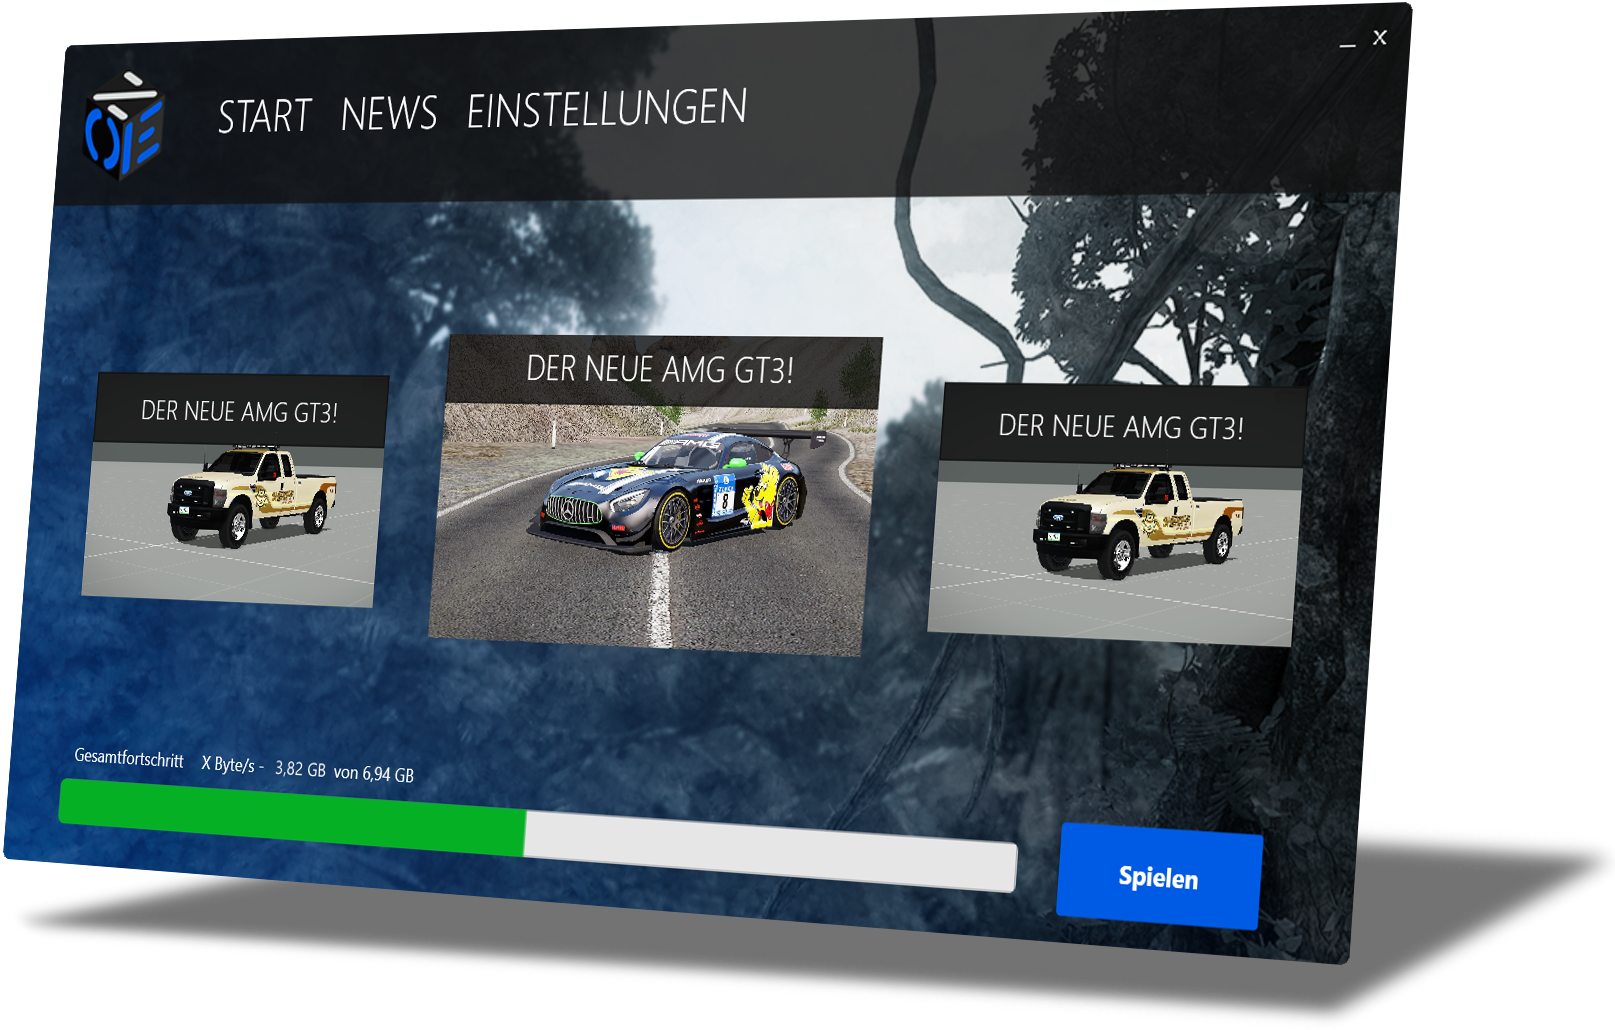 _ X
START NEWS EINSTELLUNGEN
DER NEUE AMG GT3!
DER NEUE AMG GT3!
8
DER NEUE AMG GT3!
Gesamtfortschritt X Byte/s - 3,82 GB von 6,94 GB
Spielen